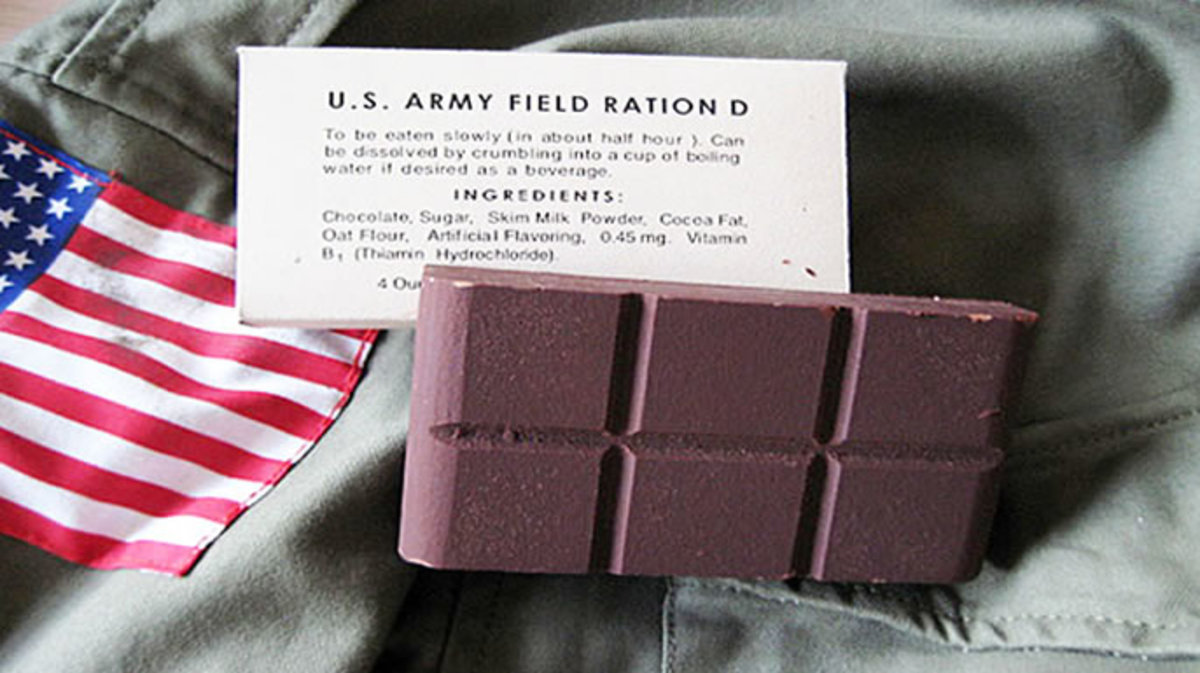 U.S. ARMY FIELD RATION D
To be eaten slowly (in about half hour ). Can
be dissolved by crumbling into a cup of boiling
water if desired as a beverage.
INGREDIENTS:
Chocolate, Sugar, Skim Milk Powder, Cocoa Fat,
Oat Flour, Artificial Flavoring, 0.45 mg. Vitamin
B₁ (Thiamin Hydrochloride).
4 Ou